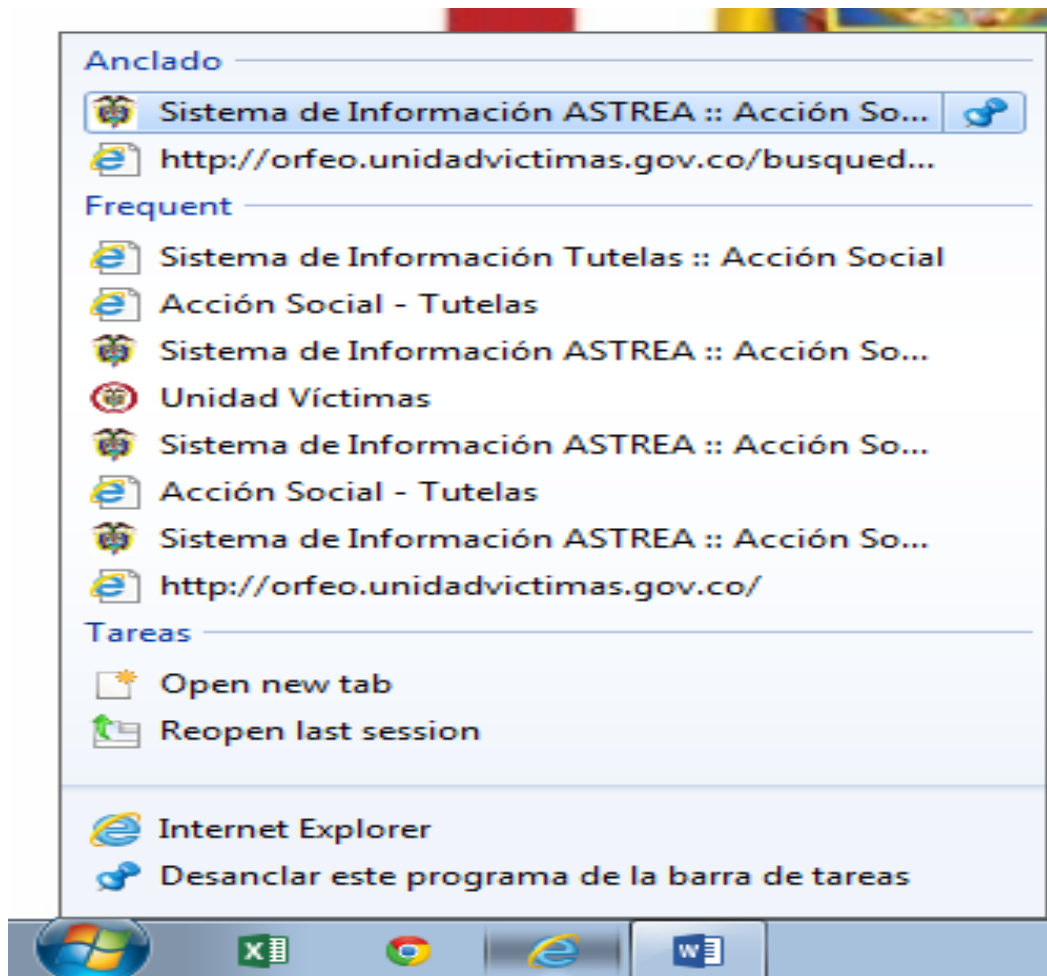 Anclado
Sistema de Información ASTREA :: Acción So...
http://orfeo.unidadvictimas.gov.co/busqued...
Frequent
Sistema de Información Tutelas :: Acción Social
Acción Social - Tutelas
Sistema de Información ASTREA :: Acción So...
Unidad Víctimas
Sistema de Información ASTREA :: Acción So...
Acción Social - Tutelas
Sistema de Información ASTREA :: Acción So...
http://orfeo.unidadvictimas.gov.co/
Tareas
Open new tab
Reopen last session
Internet Explorer
Desanclar este programa de la barra de tareas